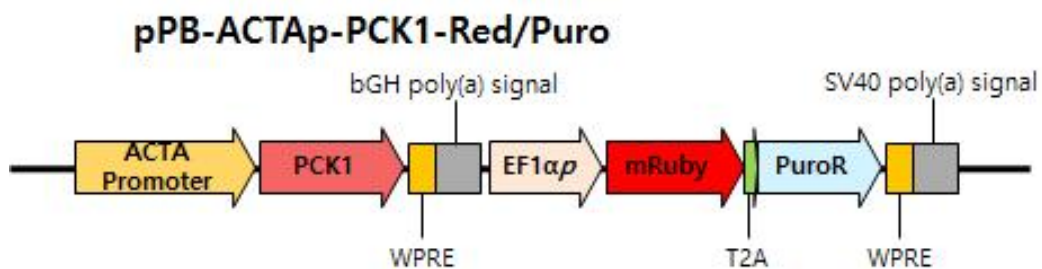 pPB-ACTAp-PCK1-Red/Puro
bGH poly(a) signal
SV40 poly(a) signal
ACTA
Promoter
PCK1
EF1αp
mRuby
PuroR
WPRE
T2A
WPRE